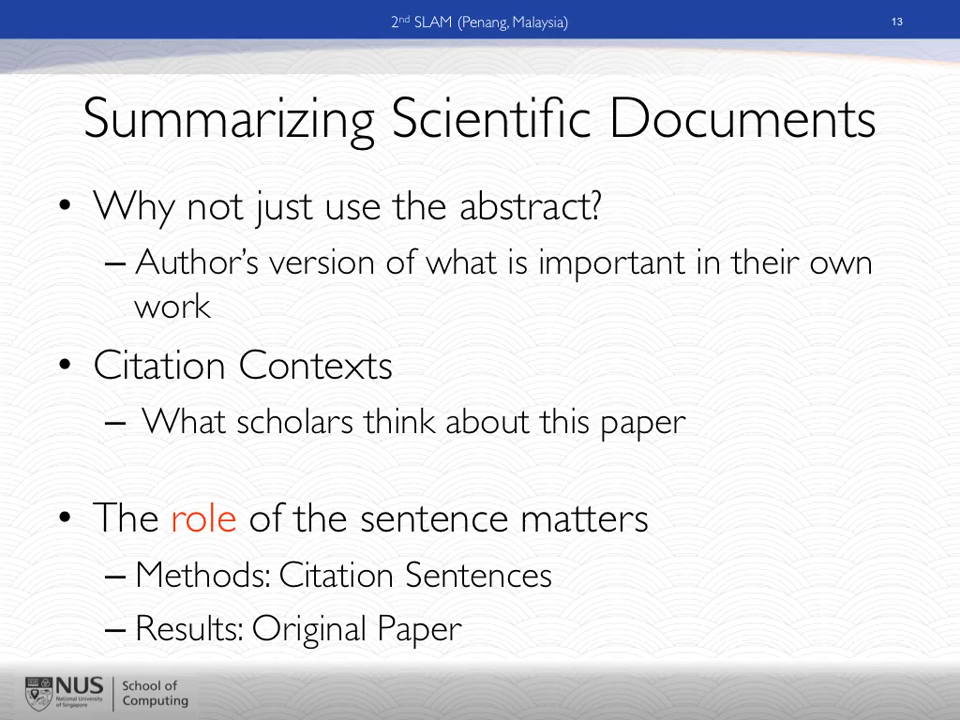 2nd SLAM (Penang, Malaysia)
13
Summarizing Scientific Documents
• Why not just use the abstract?
– Author's version of what is important in their own
work
• Citation Contexts
– What scholars think about this paper
• The role of the sentence matters
– Methods: Citation Sentences
– Results: Original Paper
NUS
National University
of Singapore
School of
Computing